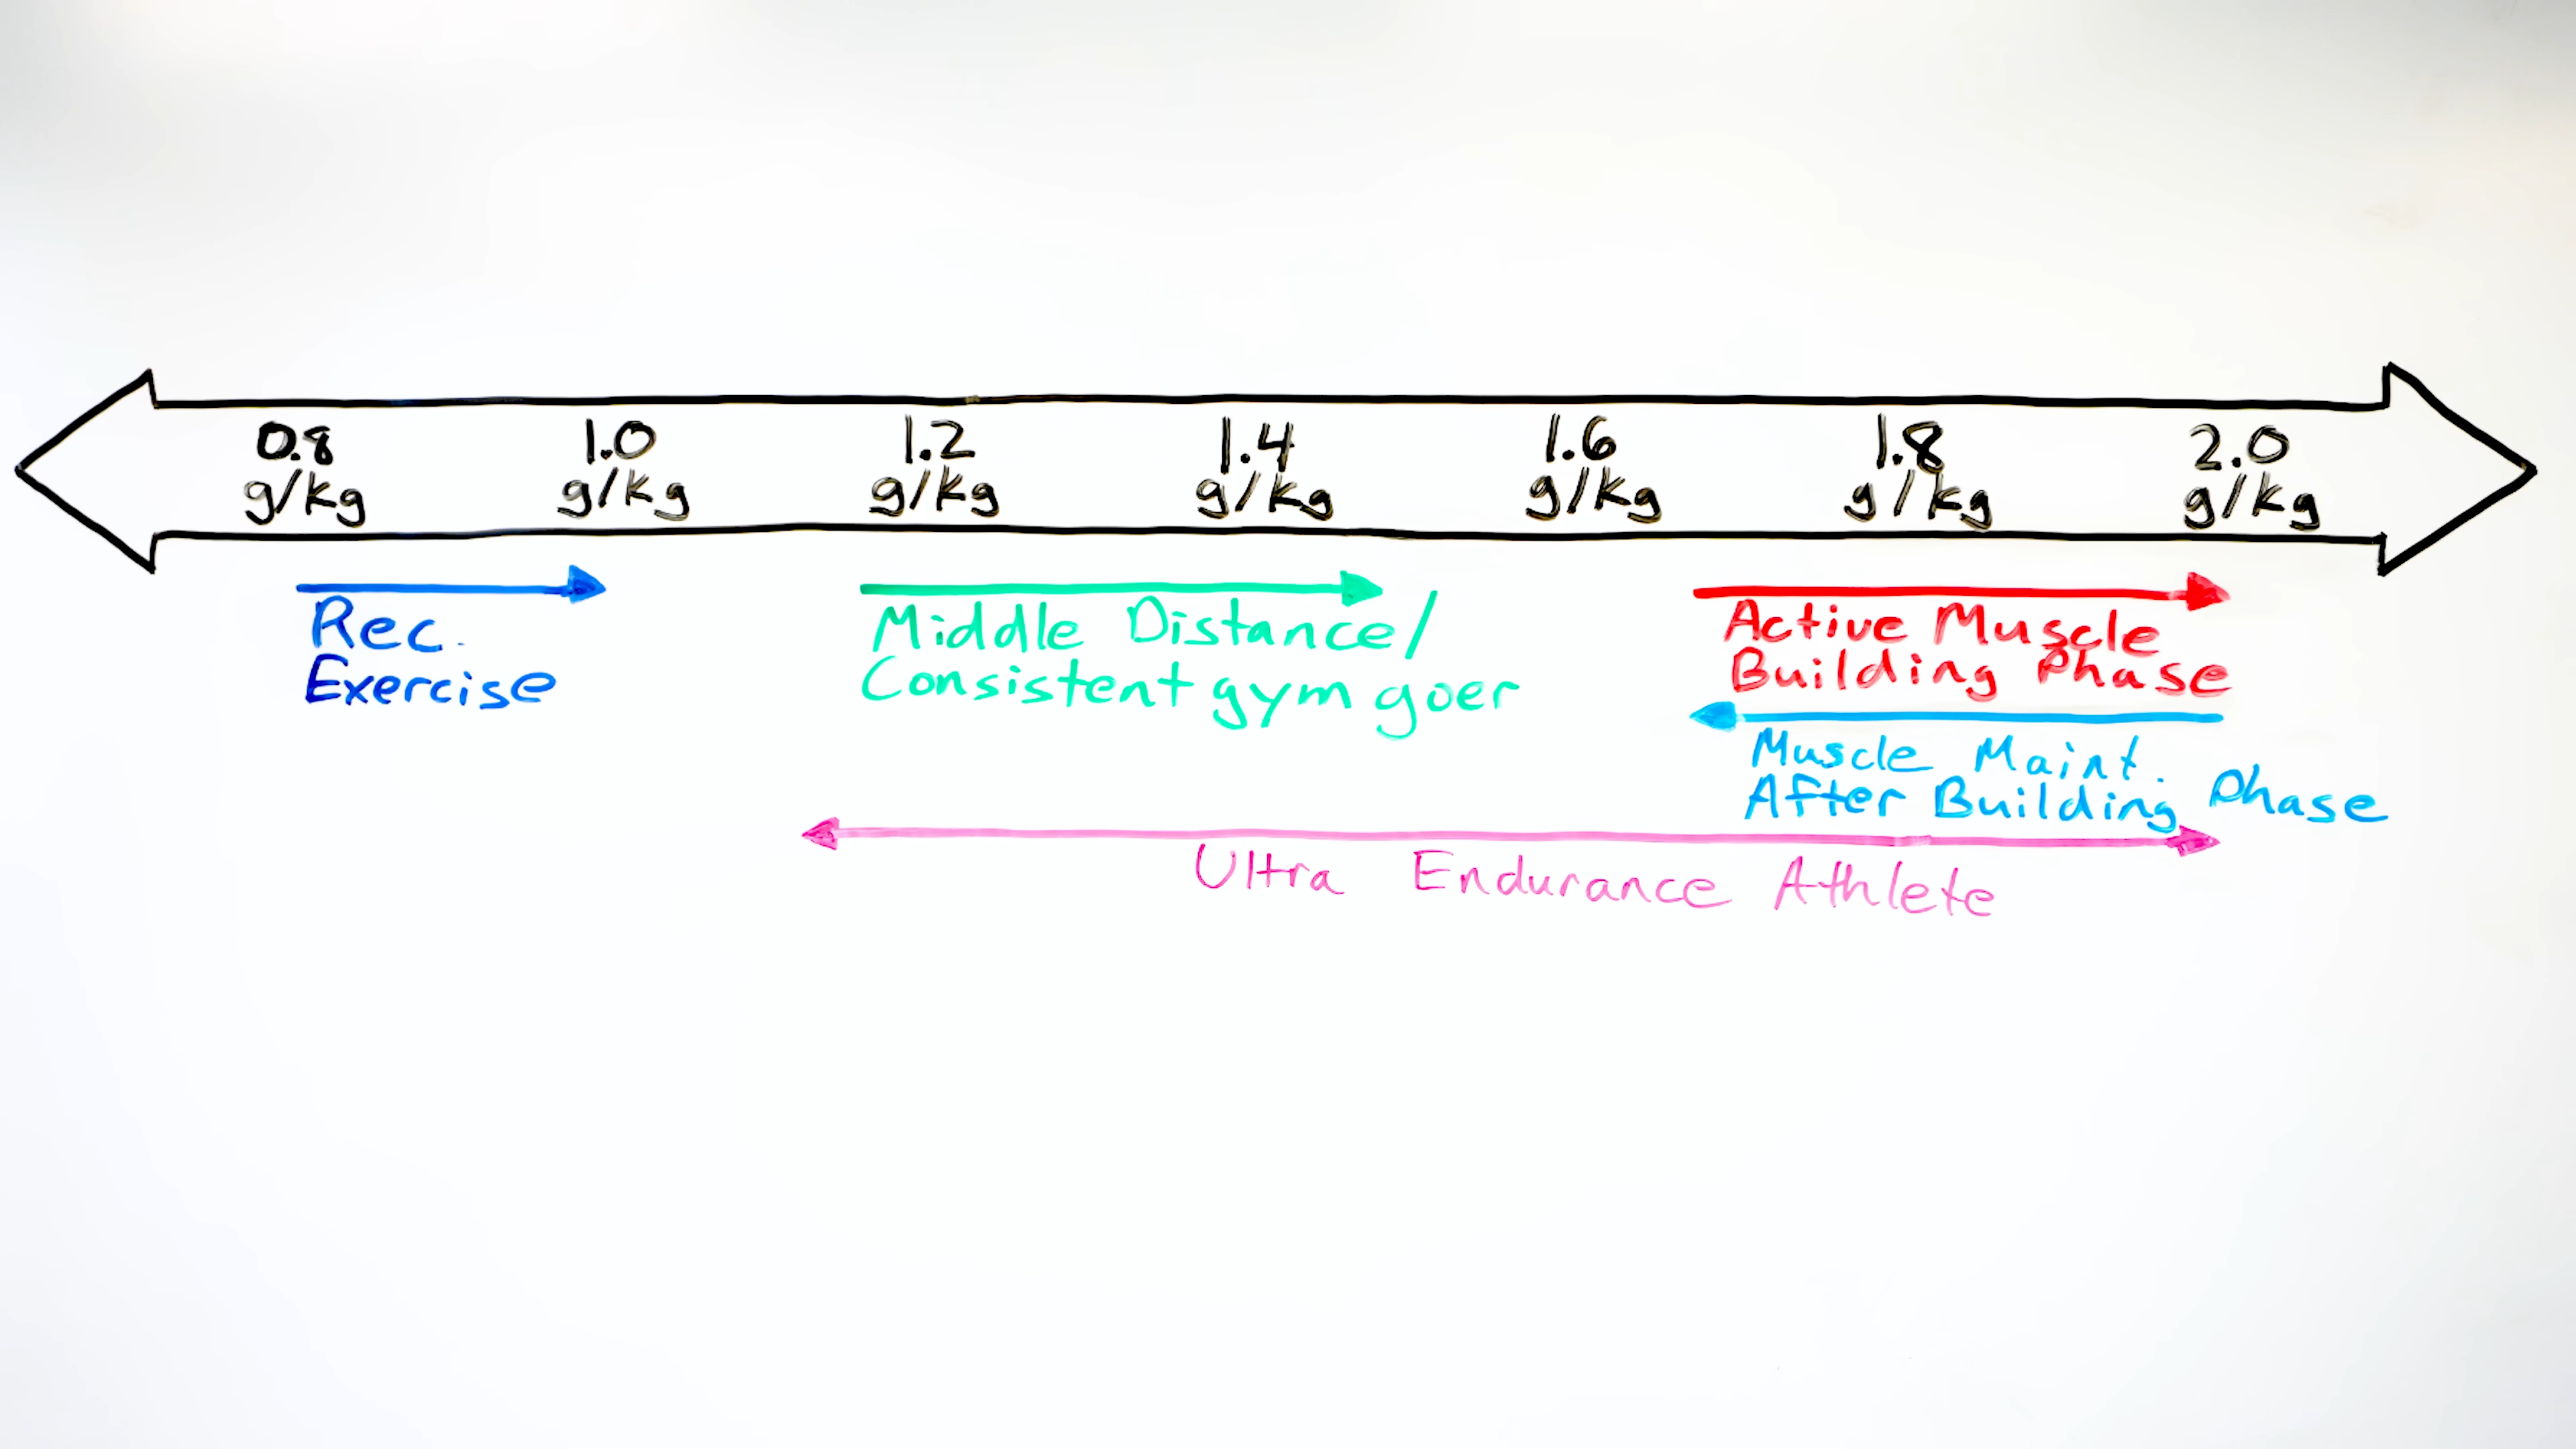 0.8 1.0 1.2 1.4 1.6 1.8 2.0
g/kg g/kg g/kg g/kg g/kg g/kg g/kg
Rec.
Exercise
Middle Distance/
Consistent gym goer
Active Muscle
Building Phase
Muscle Maint.
After Building Phase
Ultra Endurance Athlete